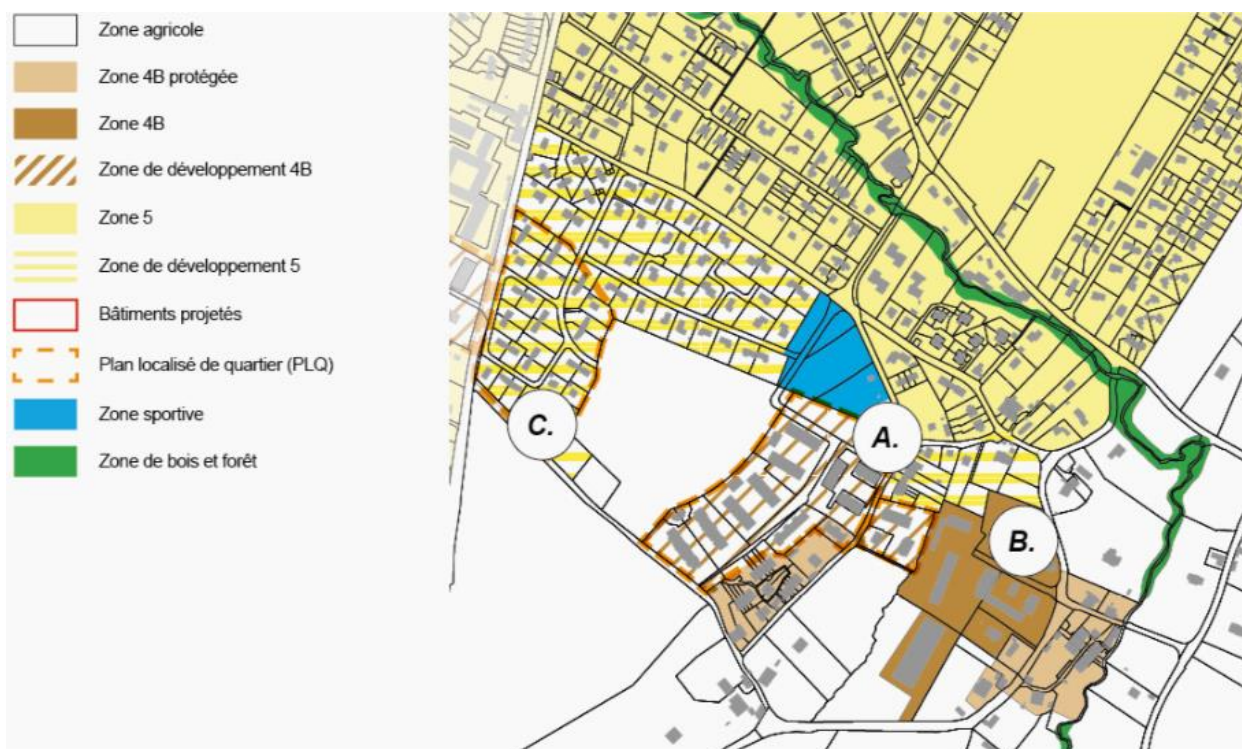 Zone agricole
Zone 4B protégée
Zone 4B
Zone de développement 4B
Zone 5
Zone de développement 5
Bâtiments projetés
Plan localisé de quartier (PLQ)
Zone sportive
Zone de bois et forêt
A.
C.
B.